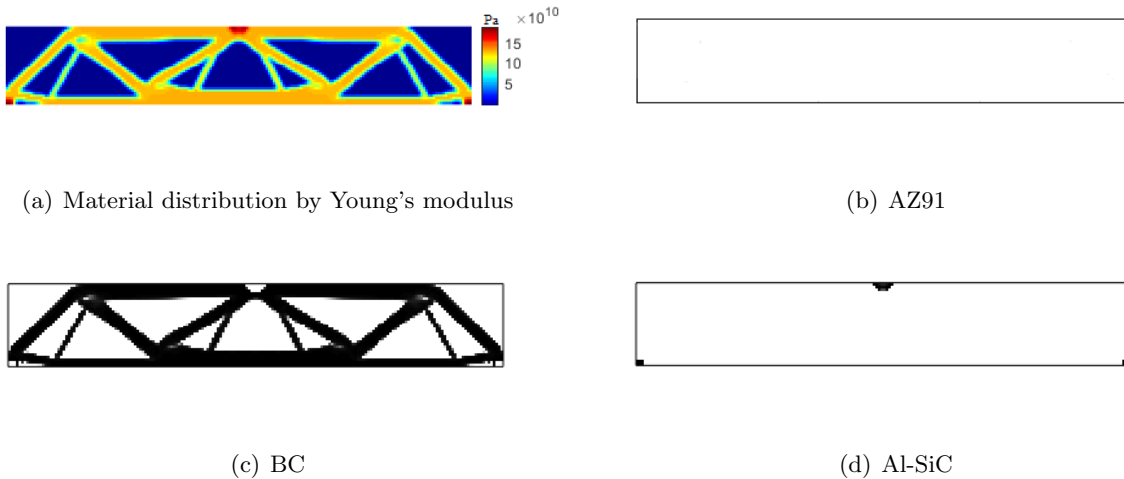 Pa ×10^10
15
10
5
(a) Material distribution by Young's modulus
(b) AZ91
(c) BC
(d) Al-SiC